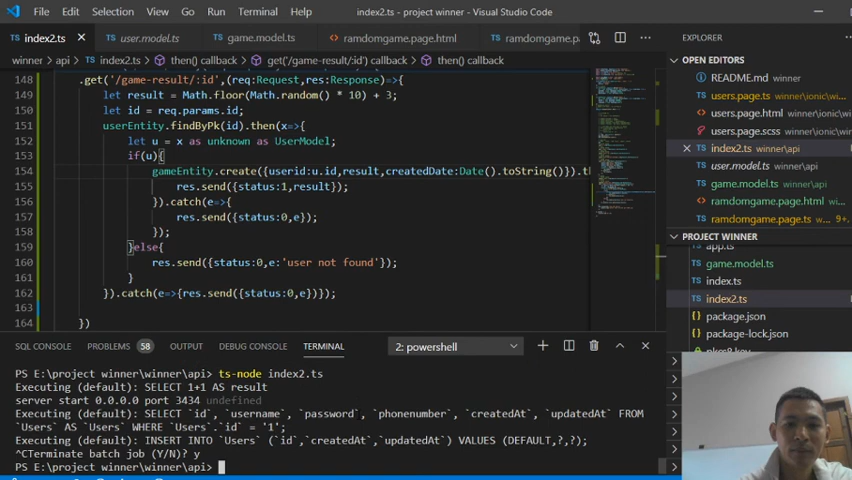 File Edit Selection View Go Run Terminal Help
index2.ts - project winner - Visual Studio Code
index2.ts
user.model.ts
game.model.ts
ramdomgame.page.html
ramdomgame.pa
winner > api > index2.ts > then() callback > get('/game-result/:id') callback > then() callback
148 .get('/game-result/:id',(req:Request,res:Response)=>{
149 let result = Math.floor(Math.random() * 10) + 3;
150 let id = req.params.id;
151 userEntity.findByPk(id).then(x=>{
152 let u = x as unknown as UserModel;
153 if(u){
154 gameEntity.create({userid:u.id,result,createdDate:Date().toString()}).th
155 res.send({status:1,result});
156 }).catch(e=>{
157 res.send({status:0,e});
158 });
159 }else{
160 res.send({status:0,e:'user not found'});
161 }
162 }).catch(e=>{res.send({status:0,e})});
163
164 })
SQL CONSOLE PROBLEMS 58 OUTPUT DEBUG CONSOLE TERMINAL 2: powershell
PS E:\project winner\winner\api> ts-node index2.ts
Executing (default): SELECT 1+1 AS result
server start 0.0.0.0 port 3434 undefined
Executing (default): SELECT `id`, `username`, `password`, `phonenumber`, `createdAt`, `updatedAt` FROM
`Users` AS `Users` WHERE `Users`.`id` = '1';
Executing (default): INSERT INTO `Users` (`id`,`createdAt`,`updatedAt`) VALUES (DEFAULT,?,?);
^CTerminate batch job (Y/N)? y
PS E:\project winner\winner\api>
EXPLORER
OPEN EDITORS
README.md winner
users.page.ts winner\ionic\
users.page.html winner\ion
users.page.scss winner\ioni
index2.ts winner\api
user.model.ts winner\api
game.model.ts winner\api
ramdomgame.page.html
ramdomgame.page.ts 9+
PROJECT WINNER
app.ts
game.model.ts
index.ts
index2.ts
package.json
package-lock.json
pkcs8.key